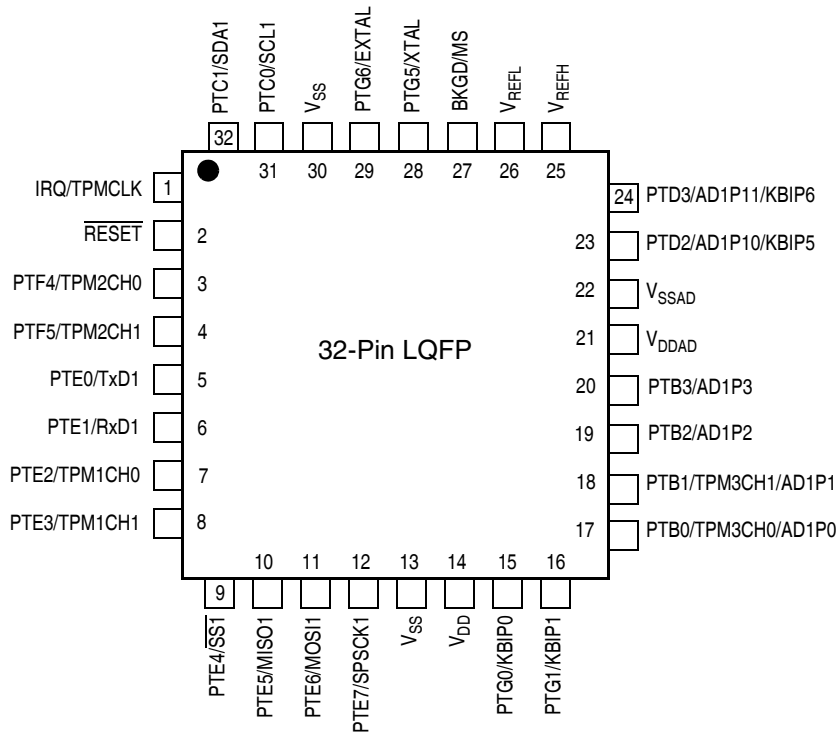 PTC1/SDA1
PTC0/SCL1
VSS
PTG6/EXTAL
PTG5/XTAL
BKGD/MS
VREFL
VREFH
32
31
30
29
28
27
26
25
IRQ/TPMCLK 1
RESET 2
PTF4/TPM2CH0 3
PTF5/TPM2CH1 4
PTE0/TxD1 5
PTE1/RxD1 6
PTE2/TPM1CH0 7
PTE3/TPM1CH1 8
32-Pin LQFP
24 PTD3/AD1P11/KBIP6
23 PTD2/AD1P10/KBIP5
22 VSSAD
21 VDDAD
20 PTB3/AD1P3
19 PTB2/AD1P2
18 PTB1/TPM3CH1/AD1P1
17 PTB0/TPM3CH0/AD1P0
9
10
11
12
13
14
15
16
PTE4/SS1
PTE5/MISO1
PTE6/MOSI1
PTE7/SPSCK1
VSS
VDD
PTG0/KBIP0
PTG1/KBIP1